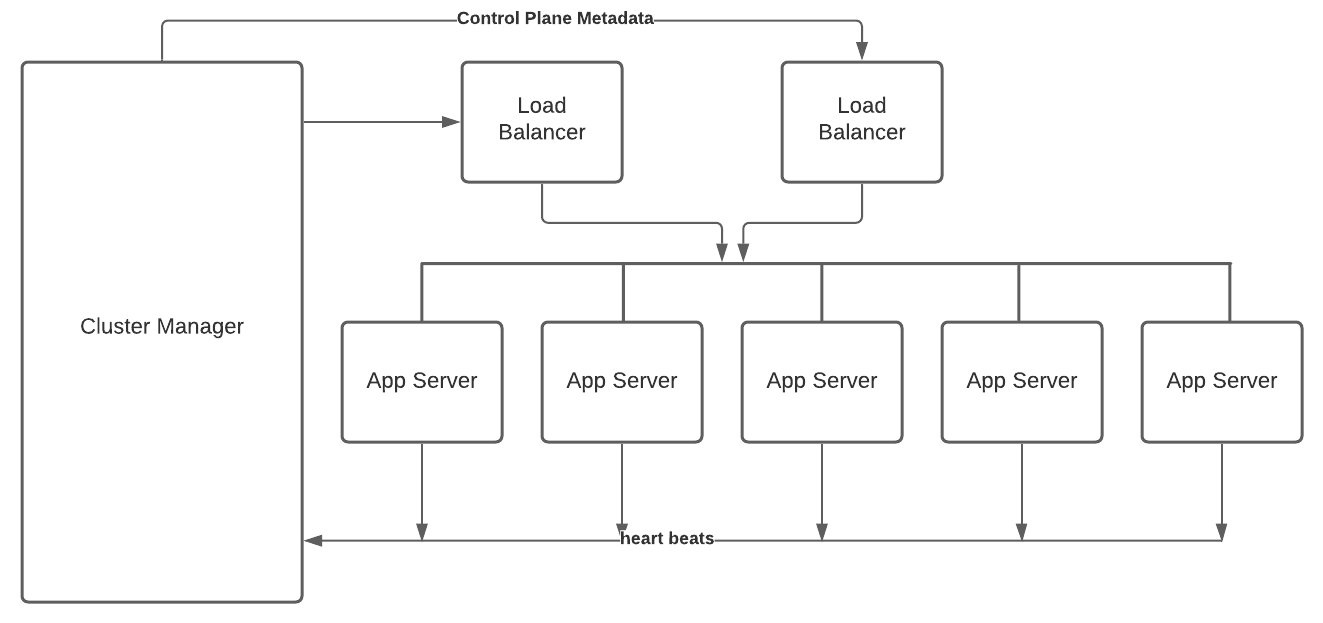 Control Plane Metadata
Load
Balancer
Load
Balancer
Cluster Manager
App Server
App Server
App Server
App Server
App Server
heart beats